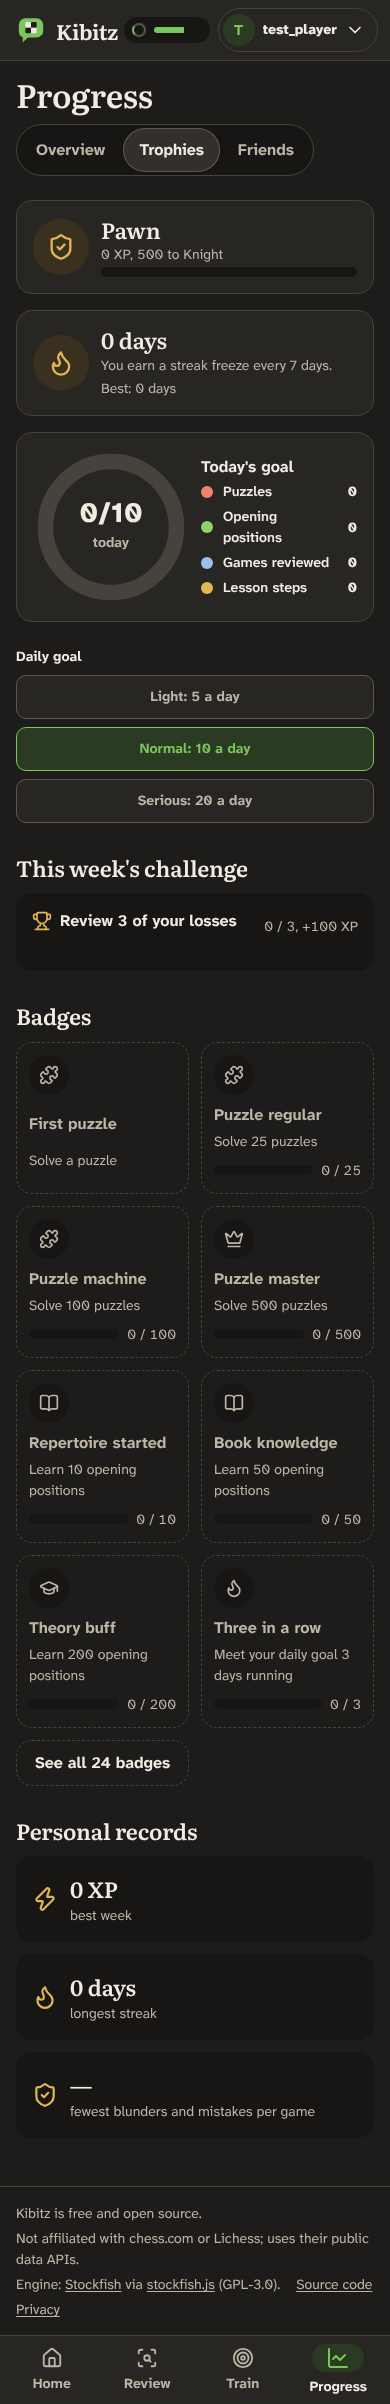 Kibitz
T test_player
Progress
Overview Trophies Friends
Pawn
0 XP, 500 to Knight
0 days
You earn a streak freeze every 7 days.
Best: 0 days
0/10
today
Today's goal
Puzzles 0
Opening
positions 0
Games reviewed 0
Lesson steps 0
Daily goal
Light: 5 a day
Normal: 10 a day
Serious: 20 a day
This week's challenge
Review 3 of your losses 0 / 3, +100 XP
Badges
First puzzle
Solve a puzzle
Puzzle regular
Solve 25 puzzles
0 / 25
Puzzle machine
Solve 100 puzzles
0 / 100
Puzzle master
Solve 500 puzzles
0 / 500
Repertoire started
Learn 10 opening
positions
0 / 10
Book knowledge
Learn 50 opening
positions
0 / 50
Theory buff
Learn 200 opening
positions
0 / 200
Three in a row
Meet your daily goal 3
days running
0 / 3
See all 24 badges
Personal records
0 XP
best week
0 days
longest streak
—
fewest blunders and mistakes per game
Kibitz is free and open source.
Not affiliated with chess.com or Lichess; uses their public
data APIs.
Engine: Stockfish via stockfish.js (GPL-3.0). Source code
Privacy
Home Review Train Progress